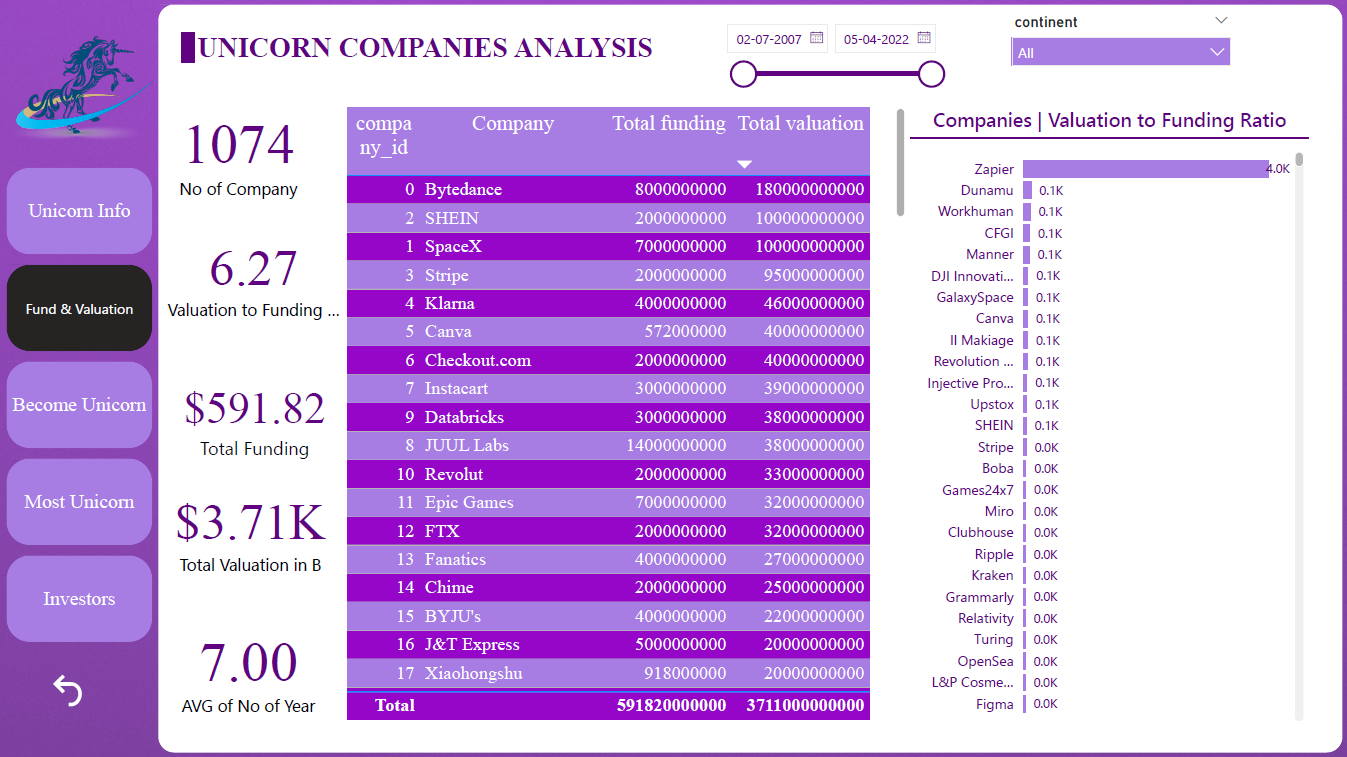 UNICORN COMPANIES ANALYSIS
02-07-2007
05-04-2022
continent
All
Unicorn Info
Fund & Valuation
Become Unicorn
Most Unicorn
Investors
1074
No of Company
6.27
Valuation to Funding ...
$591.82
Total Funding
$3.71K
Total Valuation in B
7.00
AVG of No of Year
compa
ny_id Company Total funding Total valuation
0 Bytedance 8000000000 180000000000
2 SHEIN 2000000000 100000000000
1 SpaceX 7000000000 100000000000
3 Stripe 2000000000 95000000000
4 Klarna 4000000000 46000000000
5 Canva 572000000 40000000000
6 Checkout.com 2000000000 40000000000
7 Instacart 3000000000 39000000000
9 Databricks 3000000000 38000000000
8 JUUL Labs 14000000000 38000000000
10 Revolut 2000000000 33000000000
11 Epic Games 7000000000 32000000000
12 FTX 2000000000 32000000000
13 Fanatics 4000000000 27000000000
14 Chime 2000000000 25000000000
15 BYJU's 4000000000 22000000000
16 J&T Express 5000000000 20000000000
17 Xiaohongshu 918000000 20000000000
Total 591820000000 3711000000000
Companies | Valuation to Funding Ratio
Zapier 4.0K
Dunamu 0.1K
Workhuman 0.1K
CFGI 0.1K
Manner 0.1K
DJI Innovati... 0.1K
GalaxySpace 0.1K
Canva 0.1K
Il Makiage 0.1K
Revolution ... 0.1K
Injective Pro... 0.1K
Upstox 0.1K
SHEIN 0.1K
Stripe 0.0K
Boba 0.0K
Games24x7 0.0K
Miro 0.0K
Clubhouse 0.0K
Ripple 0.0K
Kraken 0.0K
Grammarly 0.0K
Relativity 0.0K
Turing 0.0K
OpenSea 0.0K
L&P Cosme... 0.0K
Figma 0.0K